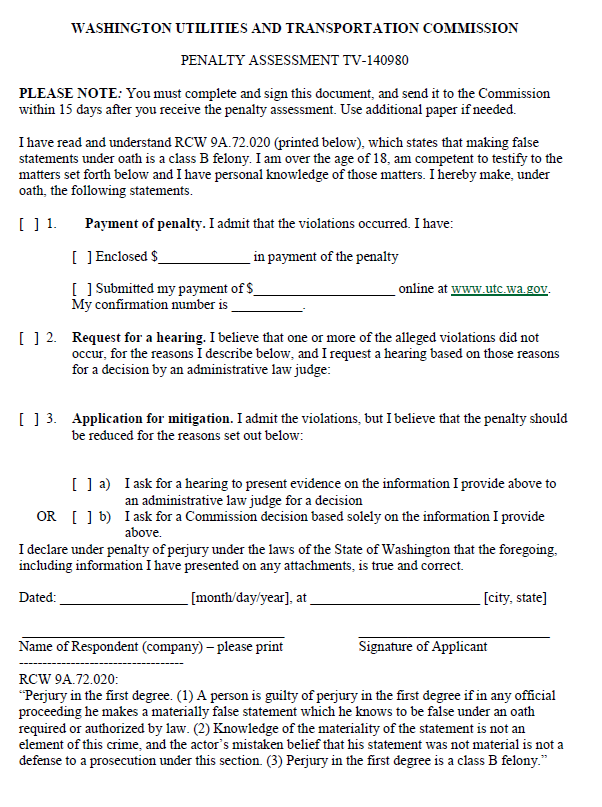 WASHINGTON UTILITIES AND TRANSPORTATION COMMISSION
PENALTY ASSESSMENT TV-140980
PLEASE NOTE: You must complete and sign this document, and send it to the Commission
within 15 days after you receive the penalty assessment. Use additional paper if needed.
I have read and understand RCW 9A.72.020 (printed below), which states that making false
statements under oath is a class B felony. I am over the age of 18, am competent to testify to the
matters set forth below and I have personal knowledge of those matters. I hereby make, under
oath, the following statements.
[ ] 1. Payment of penalty. I admit that the violations occurred. I have:
[ ] Enclosed $______________ in payment of the penalty
[ ] Submitted my payment of $______________________ online at www.utc.wa.gov.
My confirmation number is ___________.
[ ] 2. Request for a hearing. I believe that one or more of the alleged violations did not
occur, for the reasons I describe below, and I request a hearing based on those reasons
for a decision by an administrative law judge:
[ ] 3. Application for mitigation. I admit the violations, but I believe that the penalty should
be reduced for the reasons set out below:
[ ] a) I ask for a hearing to present evidence on the information I provide above to
an administrative law judge for a decision
OR [ ] b) I ask for a Commission decision based solely on the information I provide
above.
I declare under penalty of perjury under the laws of the State of Washington that the foregoing,
including information I have presented on any attachments, is true and correct.
Dated: ____________________ [month/day/year], at __________________________ [city, state]
_________________________________________ ______________________________
Name of Respondent (company) – please print Signature of Applicant
-----------------------------------
RCW 9A.72.020:
“Perjury in the first degree. (1) A person is guilty of perjury in the first degree if in any official
proceeding he makes a materially false statement which he knows to be false under an oath
required or authorized by law. (2) Knowledge of the materiality of the statement is not an
element of this crime, and the actor’s mistaken belief that his statement was not material is not a
defense to a prosecution under this section. (3) Perjury in the first degree is a class B felony.”